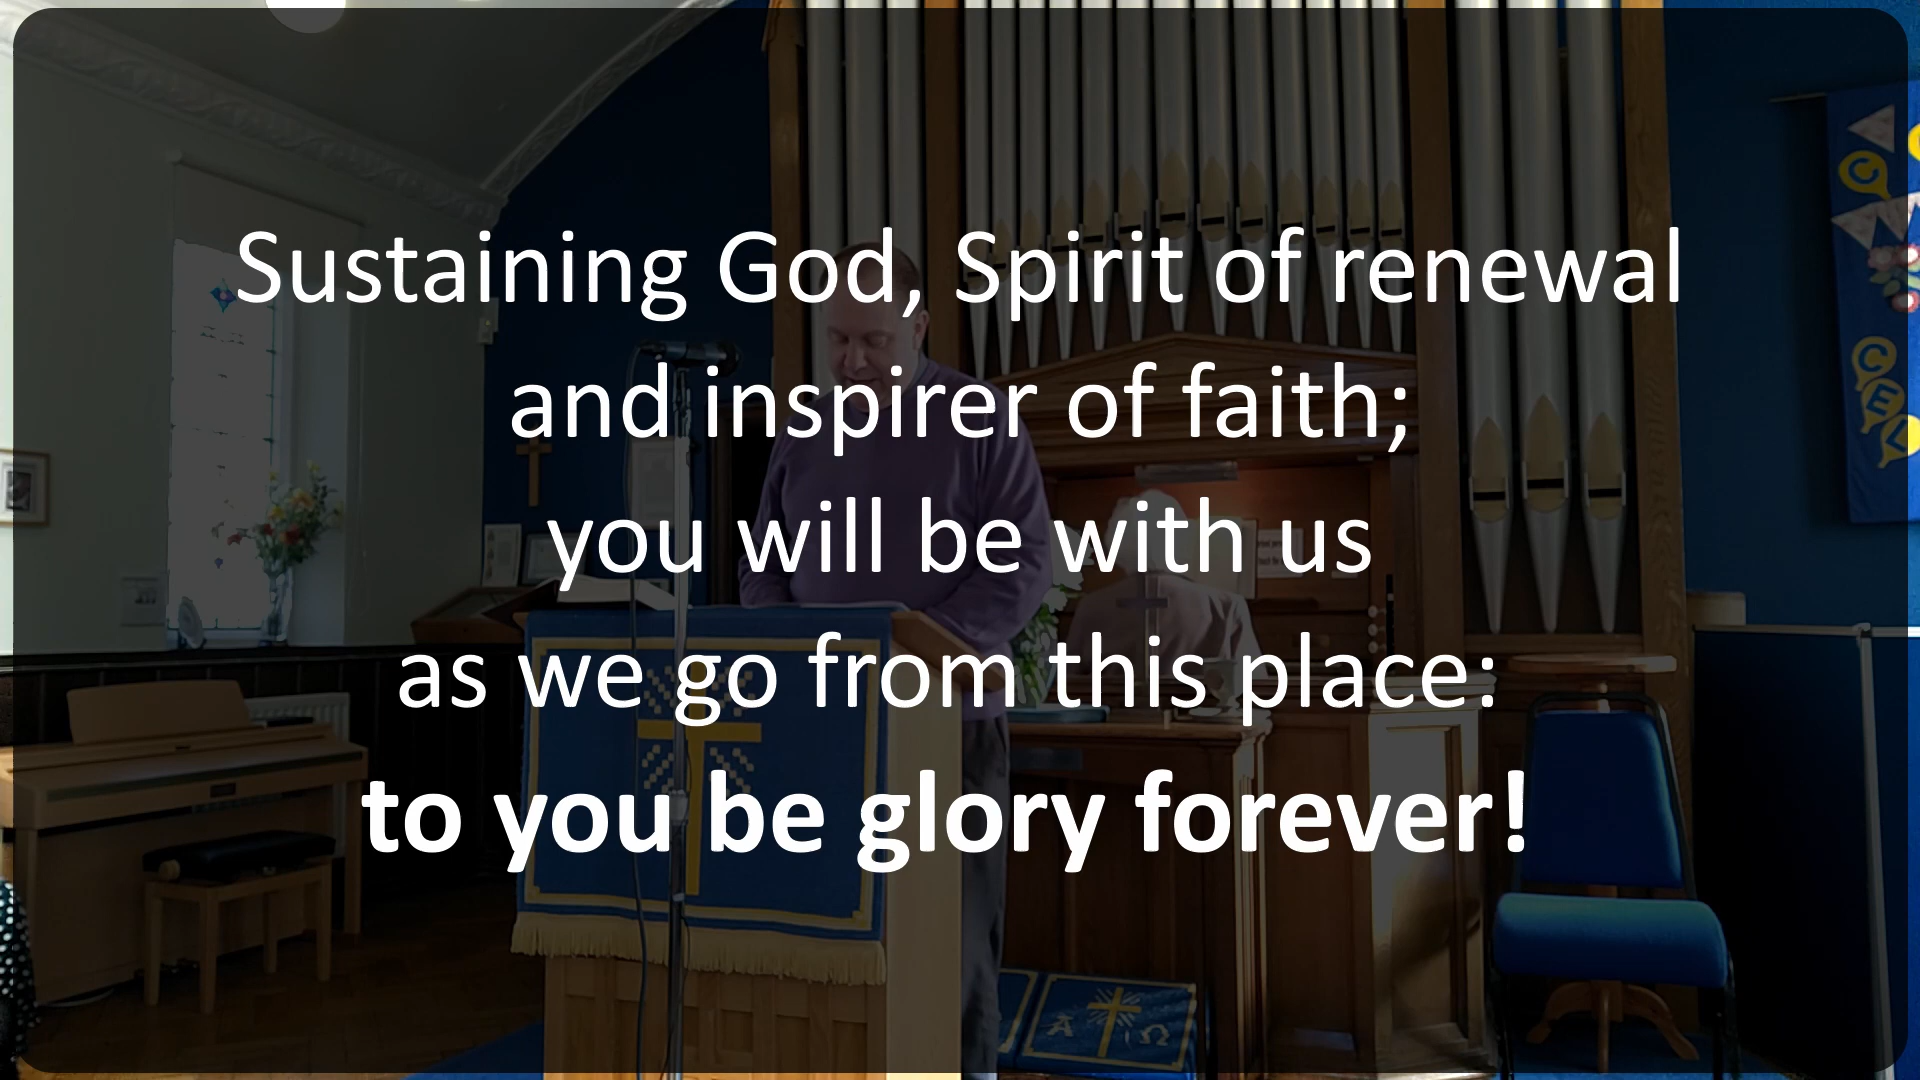 Sustaining God, Spirit of renewal
and inspirer of faith;
you will be with us
as we go from this place:
to you be glory forever!
C
C
E
L
Α Ω